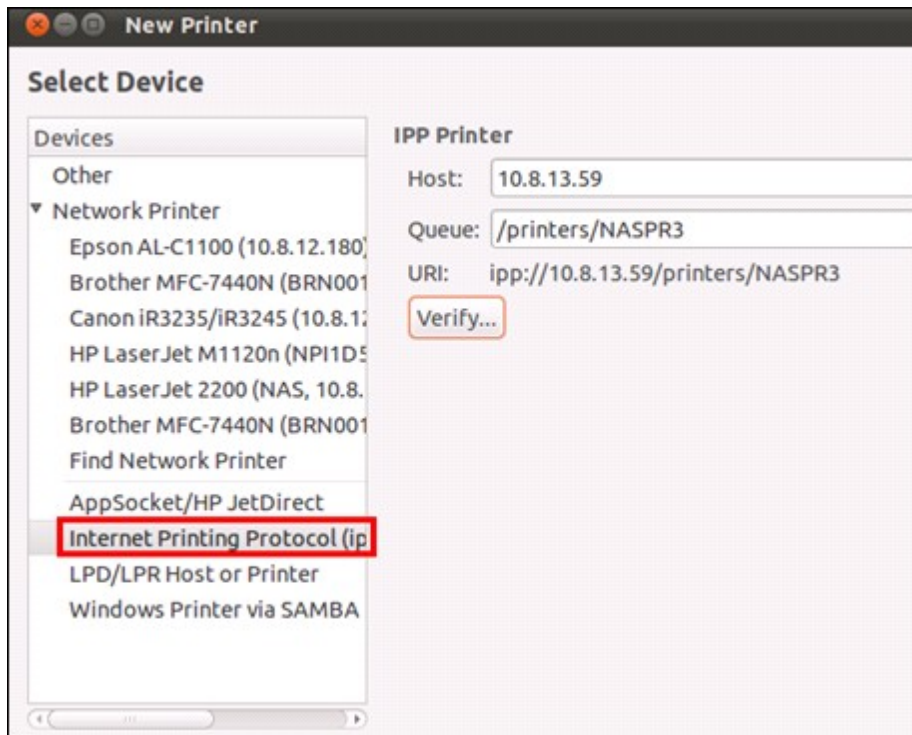 New Printer
Select Device
Devices
Other
Network Printer
Epson AL-C1100 (10.8.12.180)
Brother MFC-7440N (BRN001
Canon iR3235/iR3245 (10.8.12
HP LaserJet M1120n (NPI1D5
HP LaserJet 2200 (NAS, 10.8.
Brother MFC-7440N (BRN001
Find Network Printer
AppSocket/HP JetDirect
Internet Printing Protocol (ip
LPD/LPR Host or Printer
Windows Printer via SAMBA
IPP Printer
Host: 10.8.13.59
Queue: /printers/NASPR3
URI: ipp://10.8.13.59/printers/NASPR3
Verify...